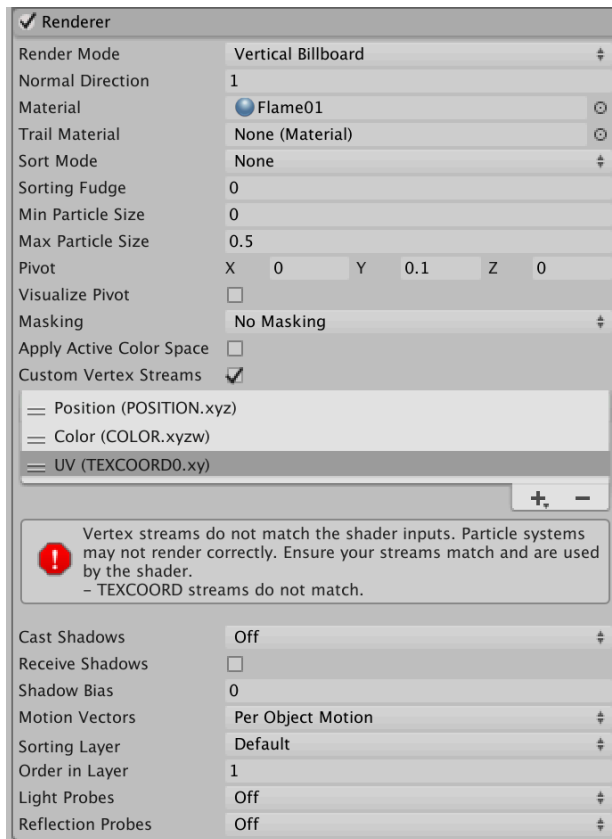 Renderer
Render Mode Vertical Billboard
Normal Direction 1
Material Flame01
Trail Material None (Material)
Sort Mode None
Sorting Fudge 0
Min Particle Size 0
Max Particle Size 0.5
Pivot X 0 Y 0.1 Z 0
Visualize Pivot
Masking No Masking
Apply Active Color Space
Custom Vertex Streams
Position (POSITION.xyz)
Color (COLOR.xyzw)
UV (TEXCOORD0.xy)
Vertex streams do not match the shader inputs. Particle systems
may not render correctly. Ensure your streams match and are used
by the shader.
– TEXCOORD streams do not match.
Cast Shadows Off
Receive Shadows
Shadow Bias 0
Motion Vectors Per Object Motion
Sorting Layer Default
Order in Layer 1
Light Probes Off
Reflection Probes Off